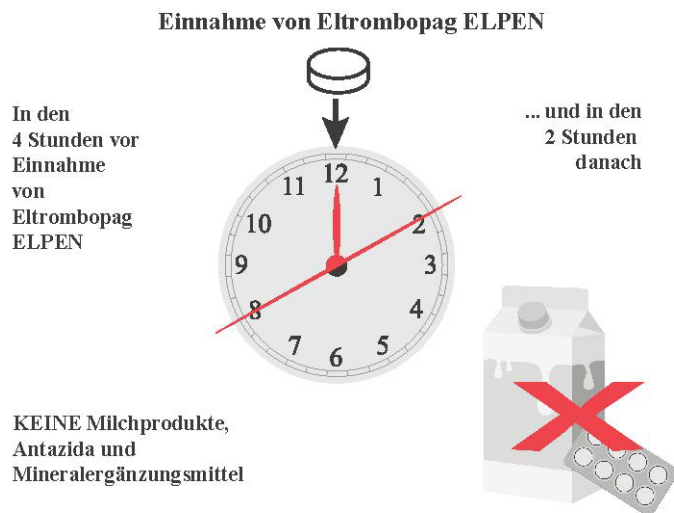 Einnahme von Eltrombopag ELPEN
In den
4 Stunden vor
Einnahme
von
Eltrombopag
ELPEN
... und in den
2 Stunden
danach
12
1
2
3
4
5
6
7
8
9
10
11
KEINE Milchprodukte,
Antazida und
Mineralergänzungsmittel